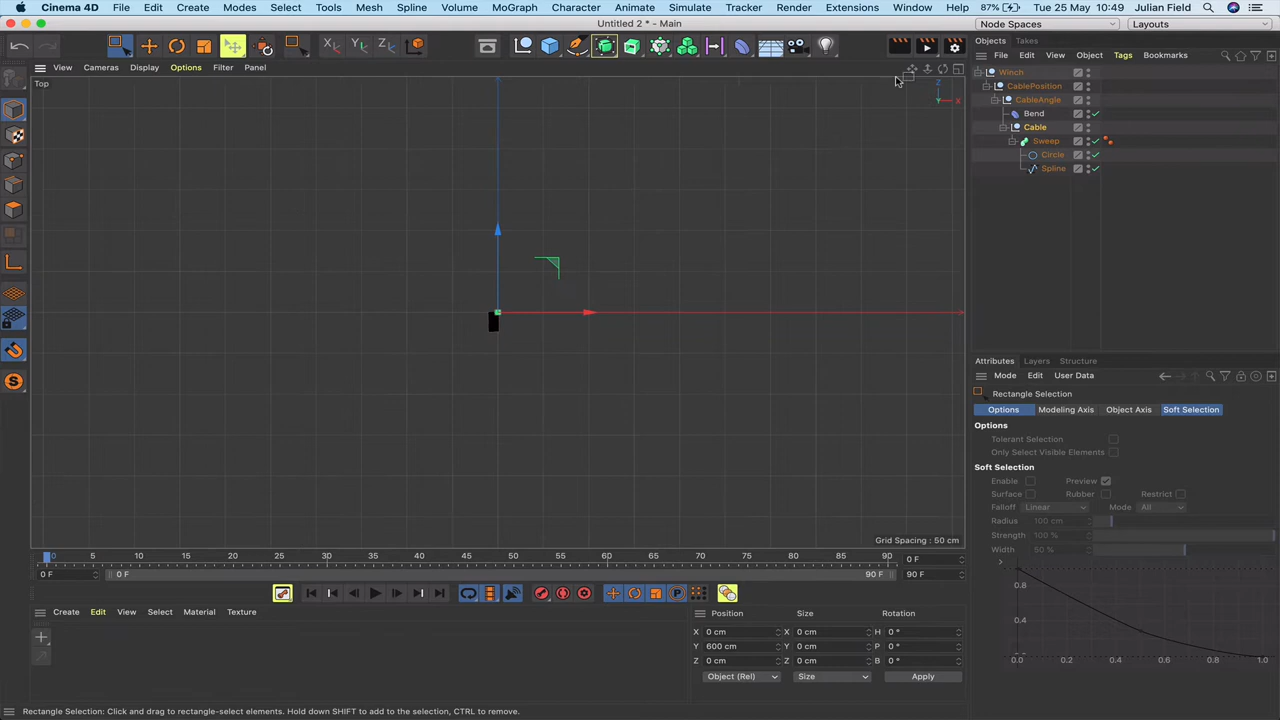 Cinema 4D File Edit Create Modes Select Tools Mesh Spline Volume MoGraph Character Animate Simulate Tracker Render Extensions Window Help 87% Tue 25 May 10:49 Julian Field
Untitled 2 * - Main
Node Spaces Layouts
X Y Z
Objects Takes
View Cameras Display Options Filter Panel
File Edit View Object Tags Bookmarks
Top
Z
Y X
Winch
CablePosition
CableAngle
Bend
Cable
Sweep
Circle
Spline
Attributes Layers Structure
Mode Edit User Data
Rectangle Selection
Options Modeling Axis Object Axis Soft Selection
Options
Tolerant Selection
Only Select Visible Elements
Soft Selection
Enable Preview
Surface Rubber Restrict
Falloff Linear Mode All
Radius 100 cm
Strength 100 %
Width 50 %
0.8
0.4
0.0 0.2 0.4 0.6 0.8 1.0
Grid Spacing : 50 cm
0 5 10 15 20 25 30 35 40 45 50 55 60 65 70 75 80 85 90 0 F
0 F 0 F 90 F 90 F
Create Edit View Select Material Texture
Position Size Rotation
X 0 cm X 0 cm H 0 °
Y 600 cm Y 0 cm P 0 °
Z 0 cm Z 0 cm B 0 °
Object (Rel) Size Apply
Rectangle Selection: Click and drag to rectangle-select elements. Hold down SHIFT to add to the selection, CTRL to remove.